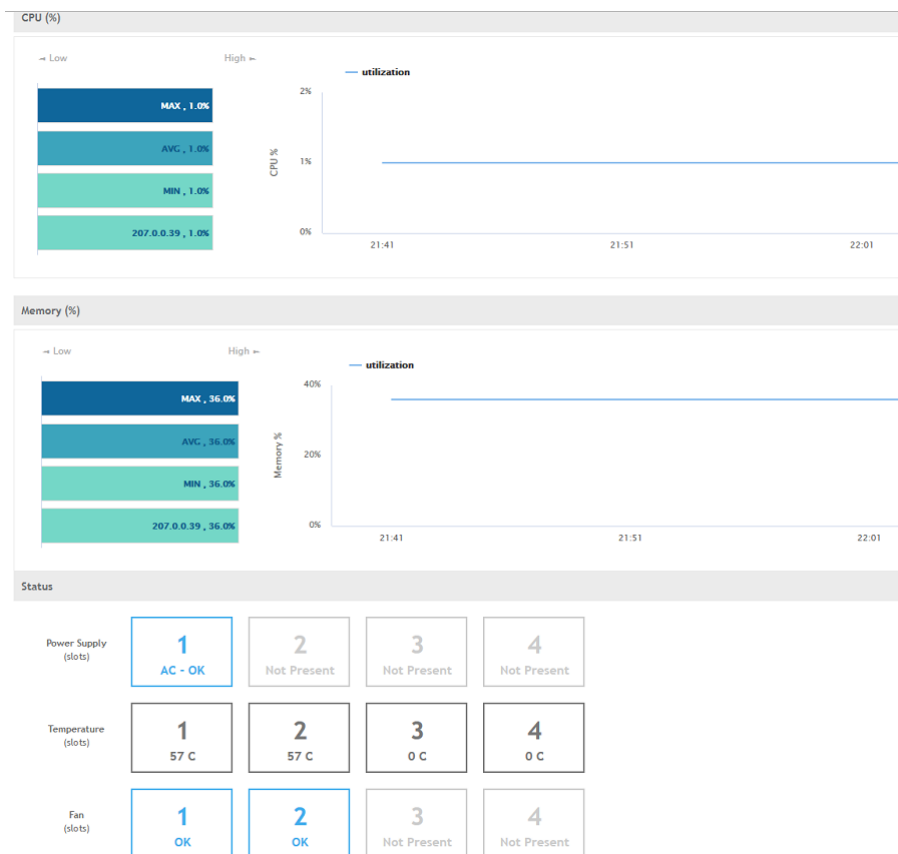 CPU (%)
Low High
utilization
2%
MAX , 1.0%
AVG , 1.0%
CPU %
1%
MIN , 1.0%
207.0.0.39 , 1.0%
0%
21:41 21:51 22:01
Memory (%)
Low High
utilization
40%
MAX , 36.0%
AVG , 36.0%
Memory %
20%
MIN , 36.0%
207.0.0.39 , 36.0%
0%
21:41 21:51 22:01
Status
Power Supply
(slots)
1 2 3 4
AC - OK Not Present Not Present Not Present
Temperature
(slots)
1 2 3 4
57 C 57 C 0 C 0 C
Fan
(slots)
1 2 3 4
OK OK Not Present Not Present